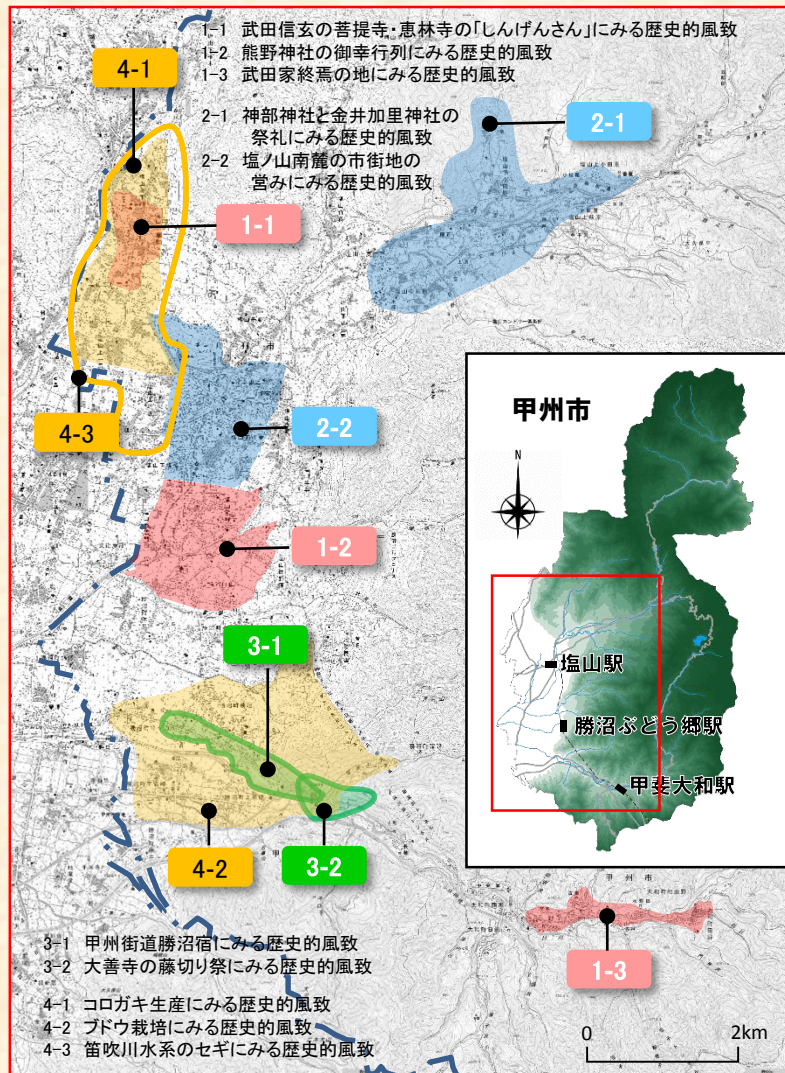 1-1 武田信玄の菩提寺・恵林寺の「しんげんさん」にみる歴史的風致
1-2 熊野神社の御幸行列にみる歴史的風致
1-3 武田家終焉の地にみる歴史的風致
2-1 神部神社と金井加里神社の
祭礼にみる歴史的風致
2-2 塩ノ山南麓の市街地の
営みにみる歴史的風致
4-1
2-1
1-1
4-3
2-2
1-2
3-1
4-2
3-2
1-3
甲州市
N
塩山駅
勝沼ぶどう郷駅
甲斐大和駅
3-1 甲州街道勝沼宿にみる歴史的風致
3-2 大善寺の藤切り祭にみる歴史的風致
4-1 コロガキ生産にみる歴史的風致
4-2 ブドウ栽培にみる歴史的風致
4-3 笛吹川水系のセギにみる歴史的風致
0 2km